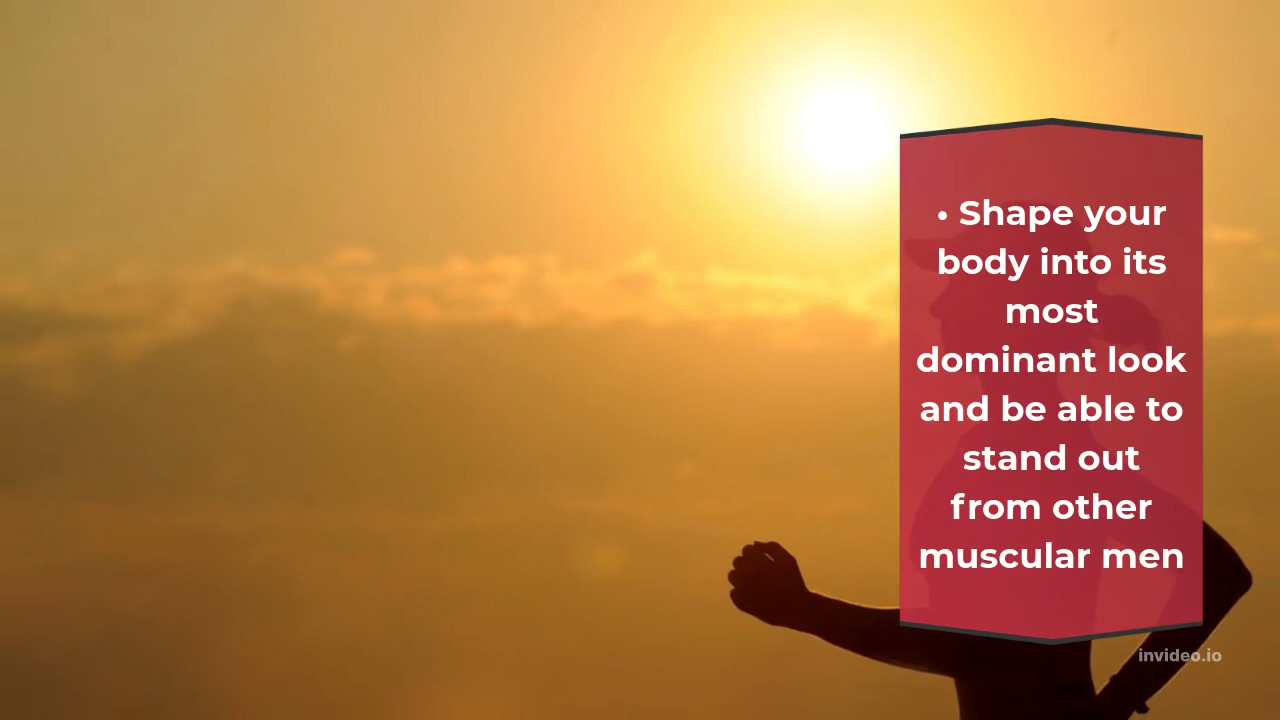 • Shape your
body into its
most
dominant look
and be able to
stand out
from other
muscular men
invideo.io